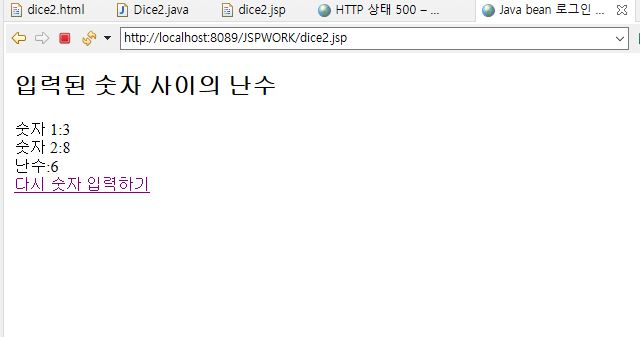 dice2.html Dice2.java dice2.jsp HTTP 상태 500 – ... Java bean 로그인 ...
http://localhost:8089/JSPWORK/dice2.jsp
입력된 숫자 사이의 난수
숫자 1:3
숫자 2:8
난수:6
다시 숫자 입력하기